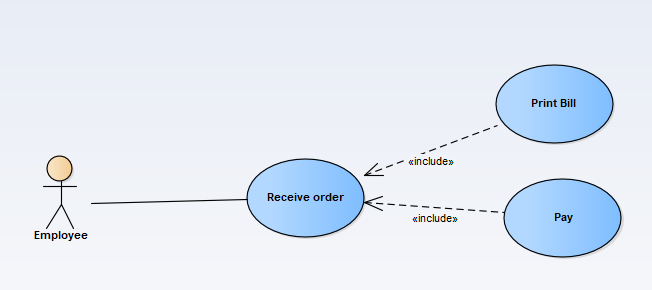 Print Bill
«include»
Receive order
Pay
«include»
Employee